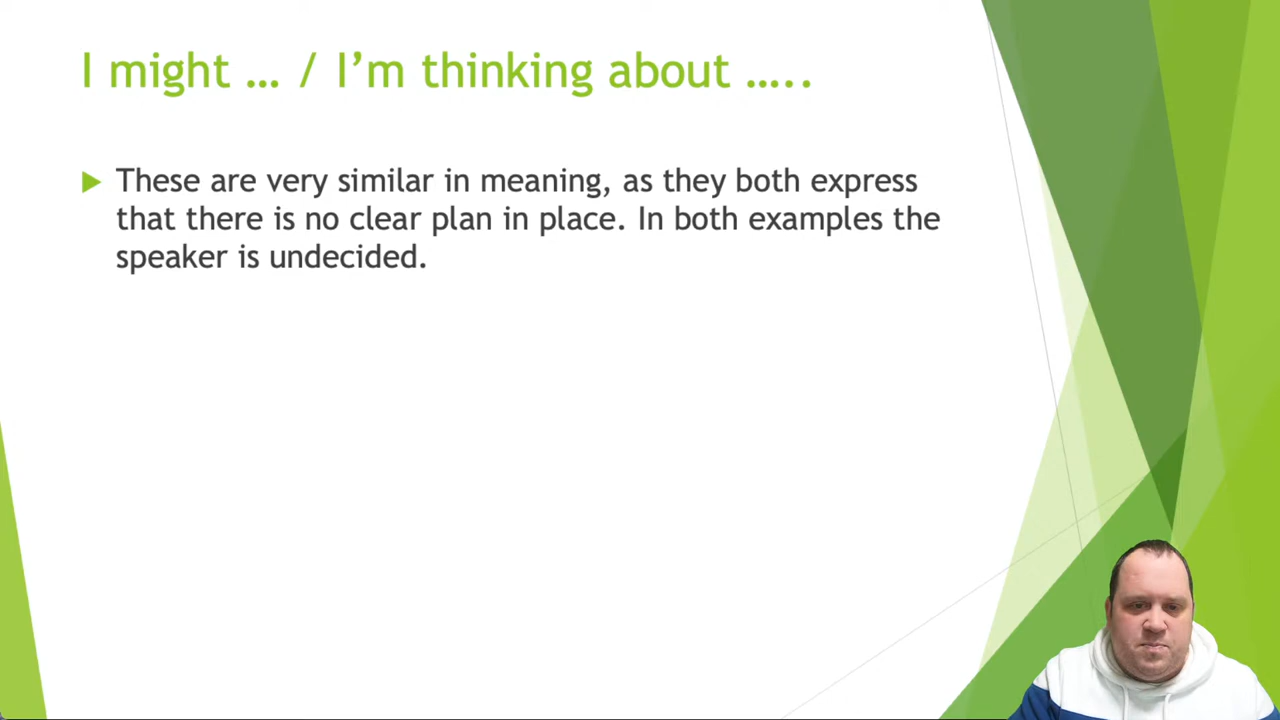 I might … / I’m thinking about …..
These are very similar in meaning, as they both express
that there is no clear plan in place. In both examples the
speaker is undecided.